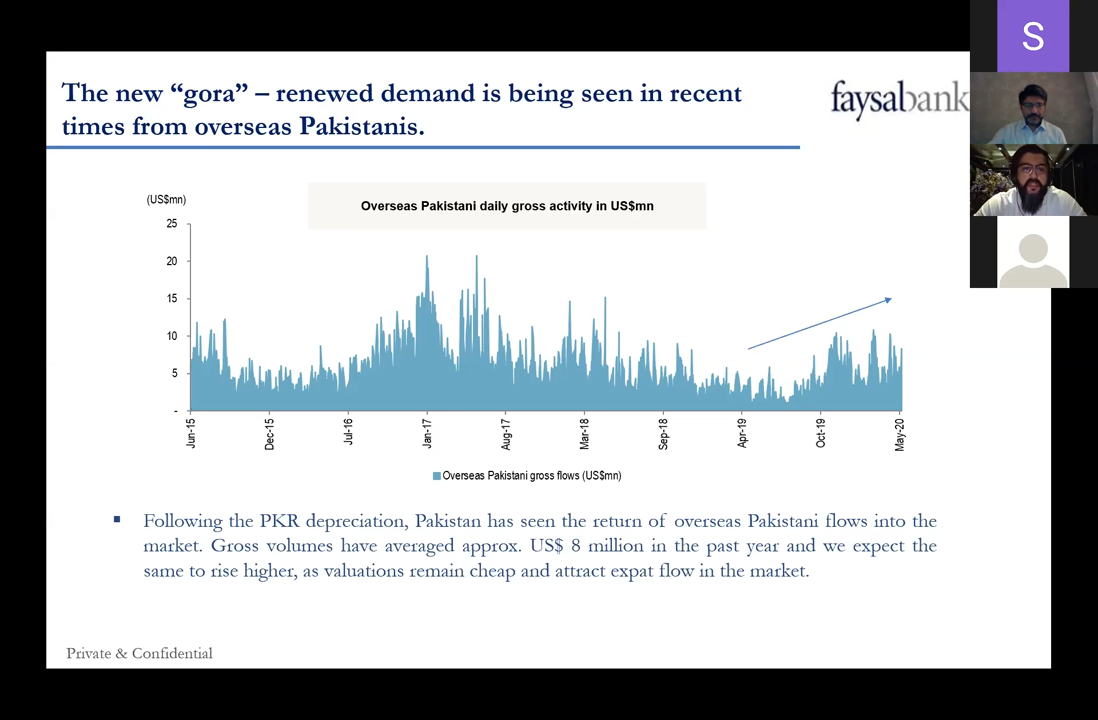 The new “gora” – renewed demand is being seen in recent
times from overseas Pakistanis.
faysalbank
S
(US$mn)
Overseas Pakistani daily gross activity in US$mn
25
20
15
10
5
-
Jun-15
Dec-15
Jul-16
Jan-17
Aug-17
Mar-18
Sep-18
Apr-19
Oct-19
May-20
Overseas Pakistani gross flows (US$mn)
Following the PKR depreciation, Pakistan has seen the return of overseas Pakistani flows into the
market. Gross volumes have averaged approx. US$ 8 million in the past year and we expect the
same to rise higher, as valuations remain cheap and attract expat flow in the market.
Private & Confidential